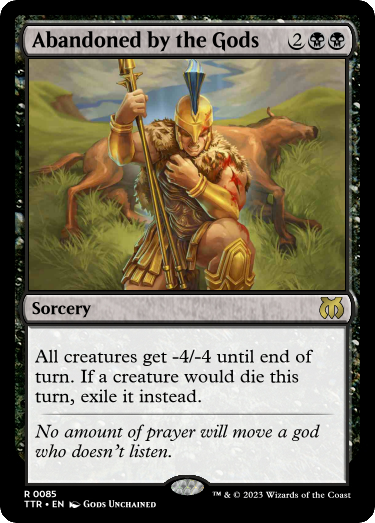 Abandoned by the Gods 2
Sorcery
All creatures get -4/-4 until end of
turn. If a creature would die this
turn, exile it instead.
No amount of prayer will move a god
who doesn't listen.
R 0085
TTR • EN Gods Unchained
™ & © 2023 Wizards of the Coast